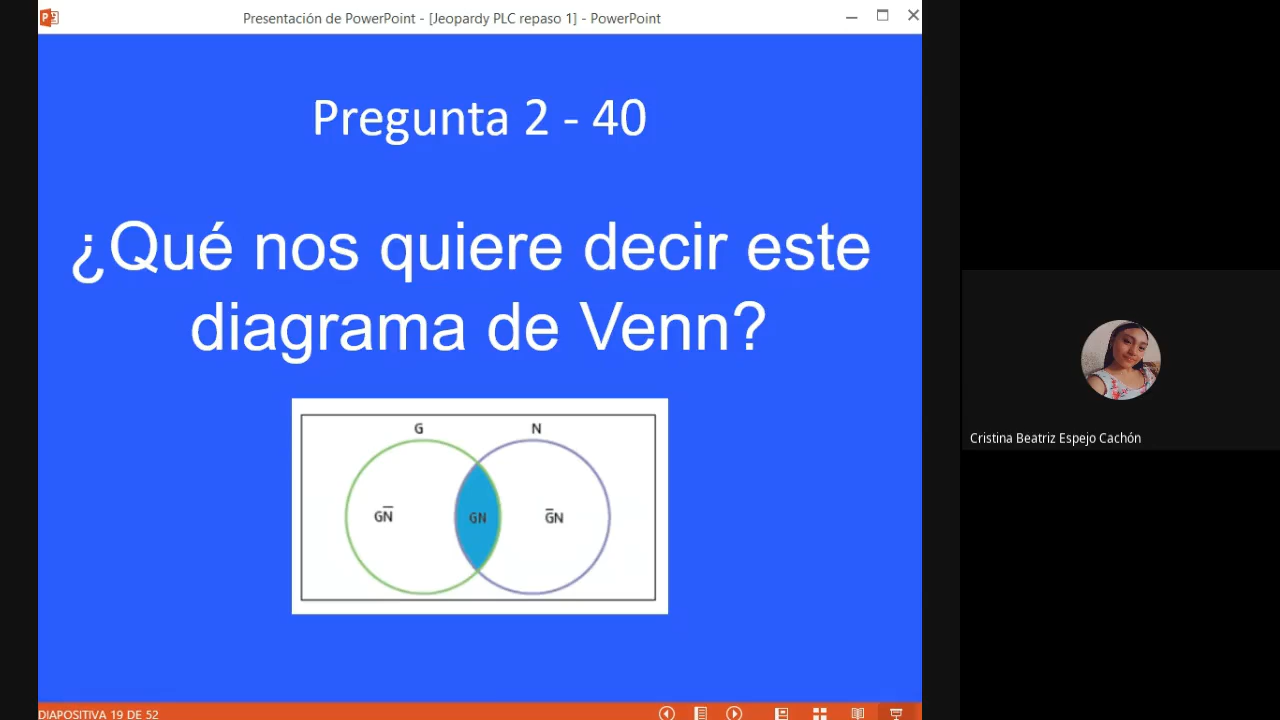 Presentación de PowerPoint - [Jeopardy PLC repaso 1] - PowerPoint
Pregunta 2 - 40
¿Qué nos quiere decir este
diagrama de Venn?
G N
GN̅ GN G̅N
Cristina Beatriz Espejo Cachón
DIAPOSITIVA 19 DE 52